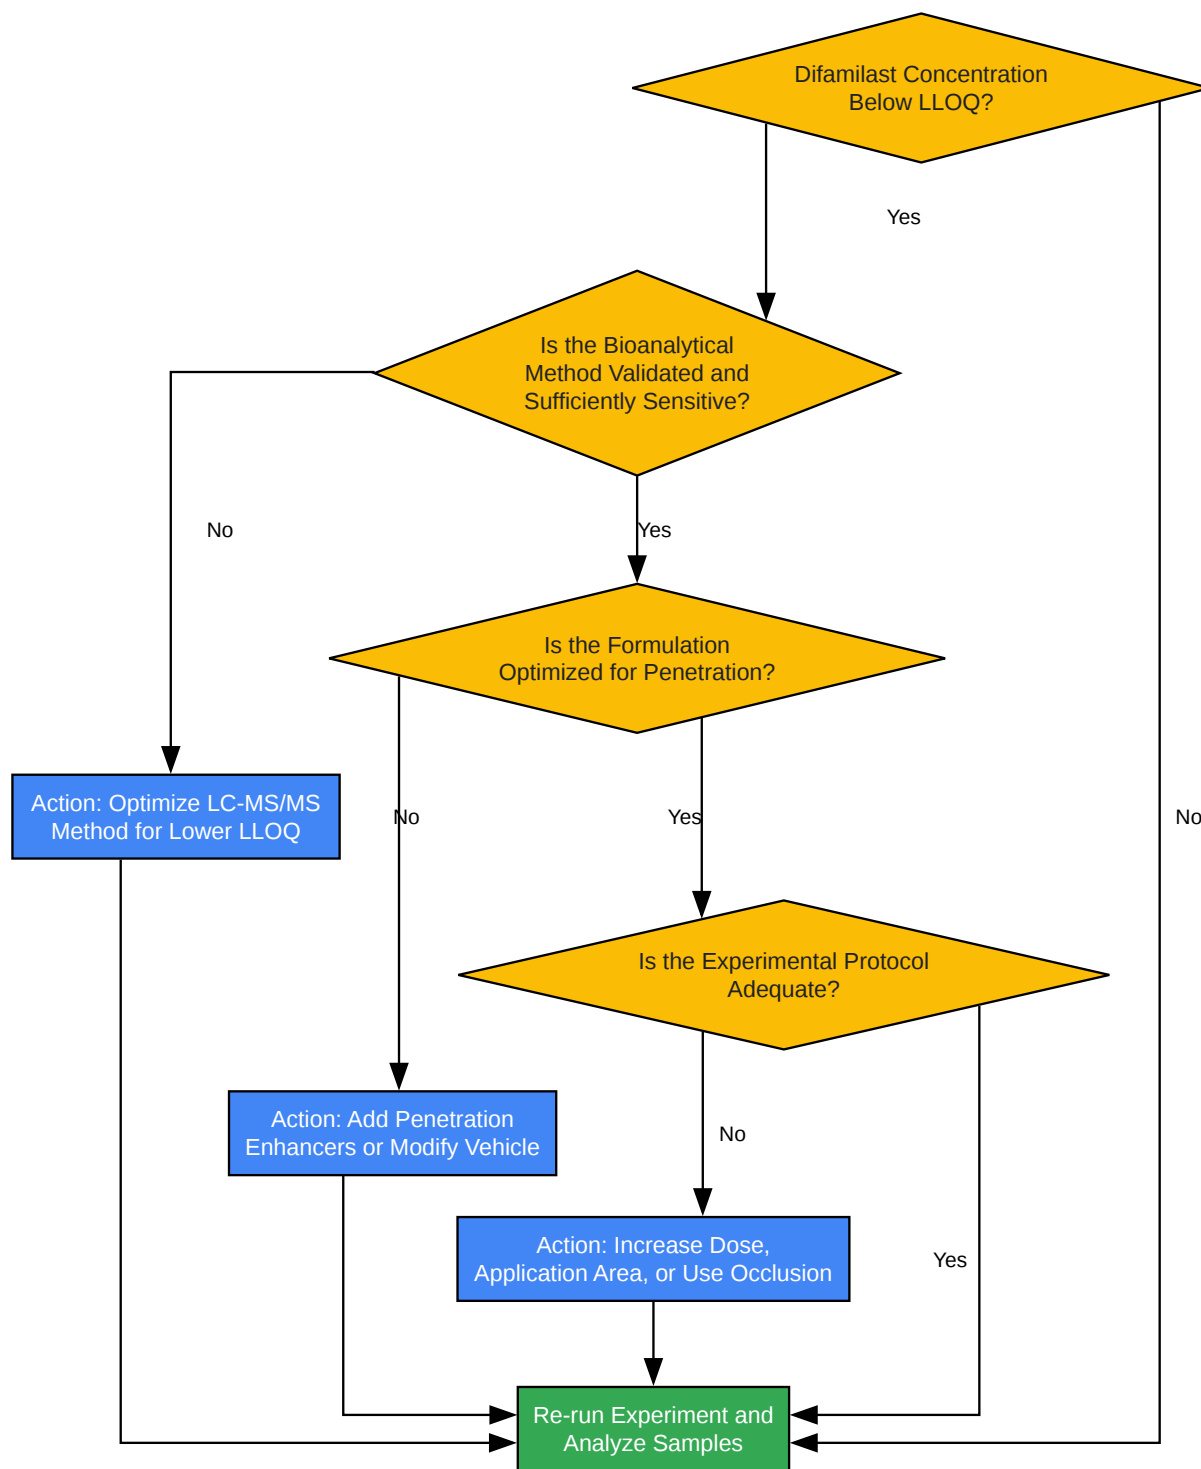 Difamilast Concentration
Below LLOQ?
Yes
Is the Bioanalytical
Method Validated and
Sufficiently Sensitive?
No
Yes
Is the Formulation
Optimized for Penetration?
Action: Optimize LC-MS/MS
Method for Lower LLOQ
No
Yes
No
Is the Experimental Protocol
Adequate?
Action: Add Penetration
Enhancers or Modify Vehicle
No
Action: Increase Dose,
Application Area, or Use Occlusion
Yes
Re-run Experiment and
Analyze Samples